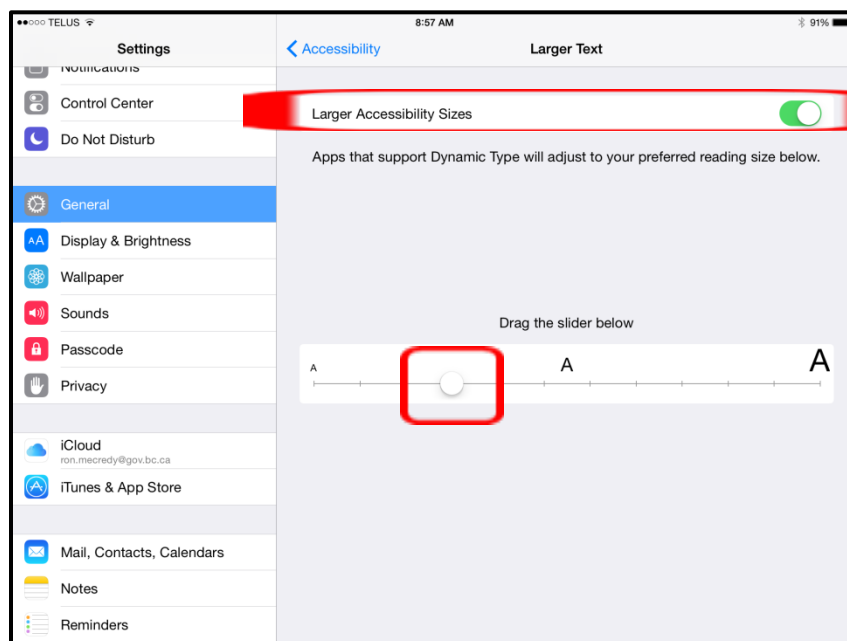 TELUS
8:57 AM
91%
Settings
Accessibility
Larger Text
Notifications
Control Center
Do Not Disturb
General
AA Display & Brightness
Wallpaper
Sounds
Passcode
Privacy
iCloud
ron.mecredy@gov.bc.ca
iTunes & App Store
Mail, Contacts, Calendars
Notes
Reminders
Larger Accessibility Sizes
Apps that support Dynamic Type will adjust to your preferred reading size below.
Drag the slider below
A A A